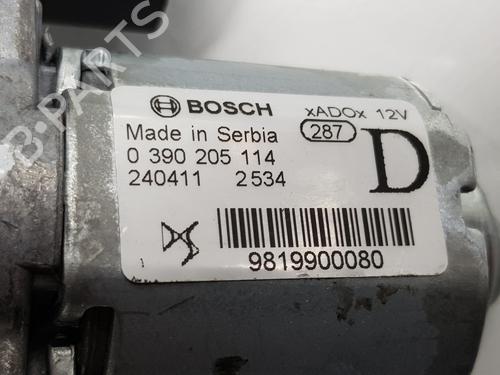 BOSCH xADOx 12V
Made in Serbia 287
0 390 205 114 D
240411 2534
9819900080
B-PARTS